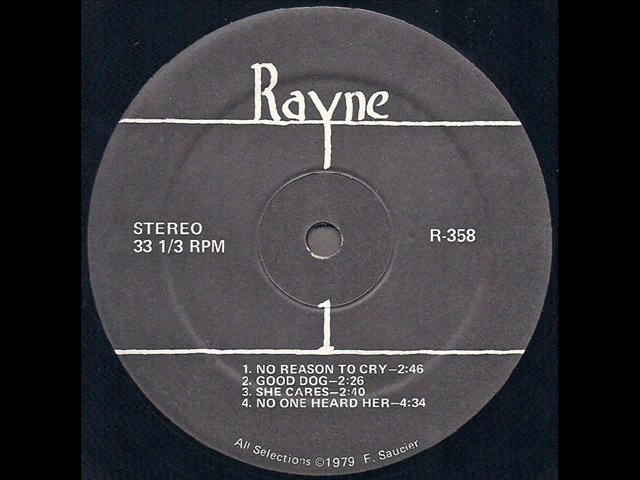 Rayne
STEREO
33 1/3 RPM
R-358
1
1. NO REASON TO CRY—2:46
2. GOOD DOG—2:26
3. SHE CARES—2:40
4. NO ONE HEARD HER—4:34
All Selections ©1979 F. Saucier